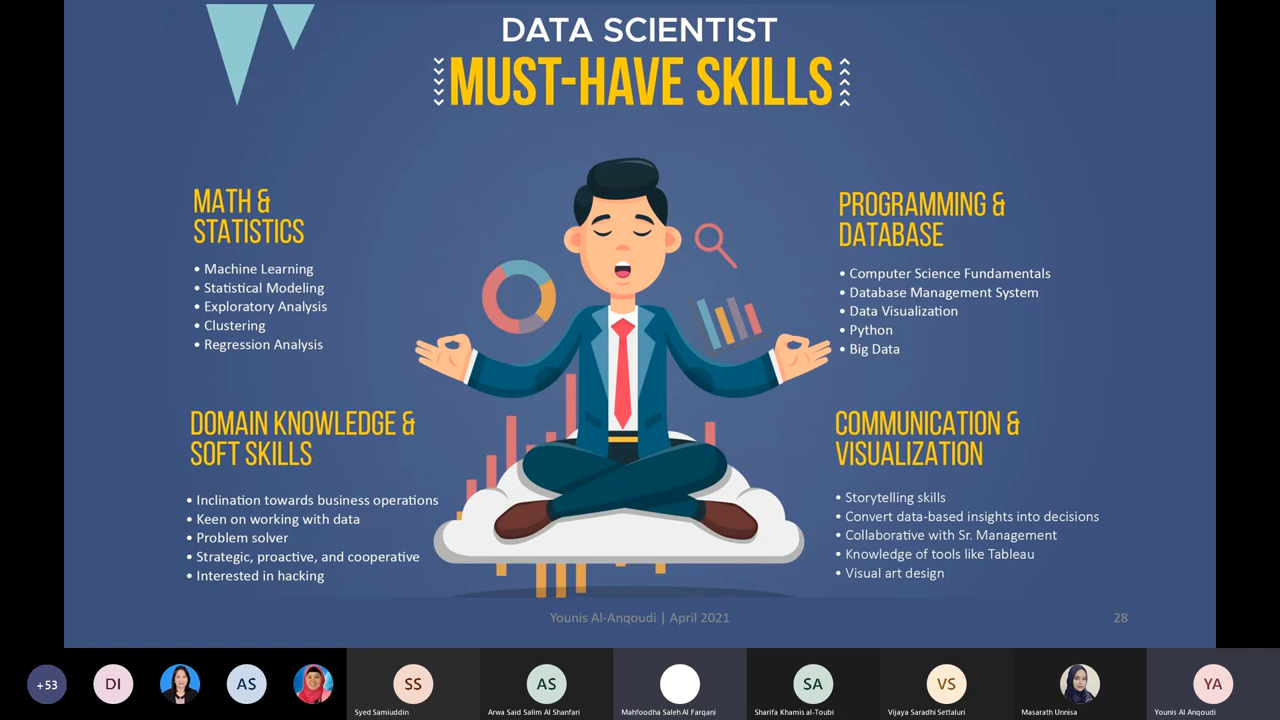 DATA SCIENTIST
MUST-HAVE SKILLS
MATH &
STATISTICS
• Machine Learning
• Statistical Modeling
• Exploratory Analysis
• Clustering
• Regression Analysis
PROGRAMMING &
DATABASE
• Computer Science Fundamentals
• Database Management System
• Data Visualization
• Python
• Big Data
DOMAIN KNOWLEDGE &
SOFT SKILLS
• Inclination towards business operations
• Keen on working with data
• Problem solver
• Strategic, proactive, and cooperative
• Interested in hacking
COMMUNICATION &
VISUALIZATION
• Storytelling skills
• Convert data-based insights into decisions
• Collaborative with Sr. Management
• Knowledge of tools like Tableau
• Visual art design
Younis Al-Anqoudi | April 2021
28
+53
DI
AS
SS
Syed Samiuddin
AS
Arwa Said Salim Al Shanfari
Mahfoodha Saleh Al Farqani
SA
Sharifa Khamis al-Toubi
VS
Vijaya Saradhi Settaluri
Masarath Unnisa
YA
Younis Al Anqoudi